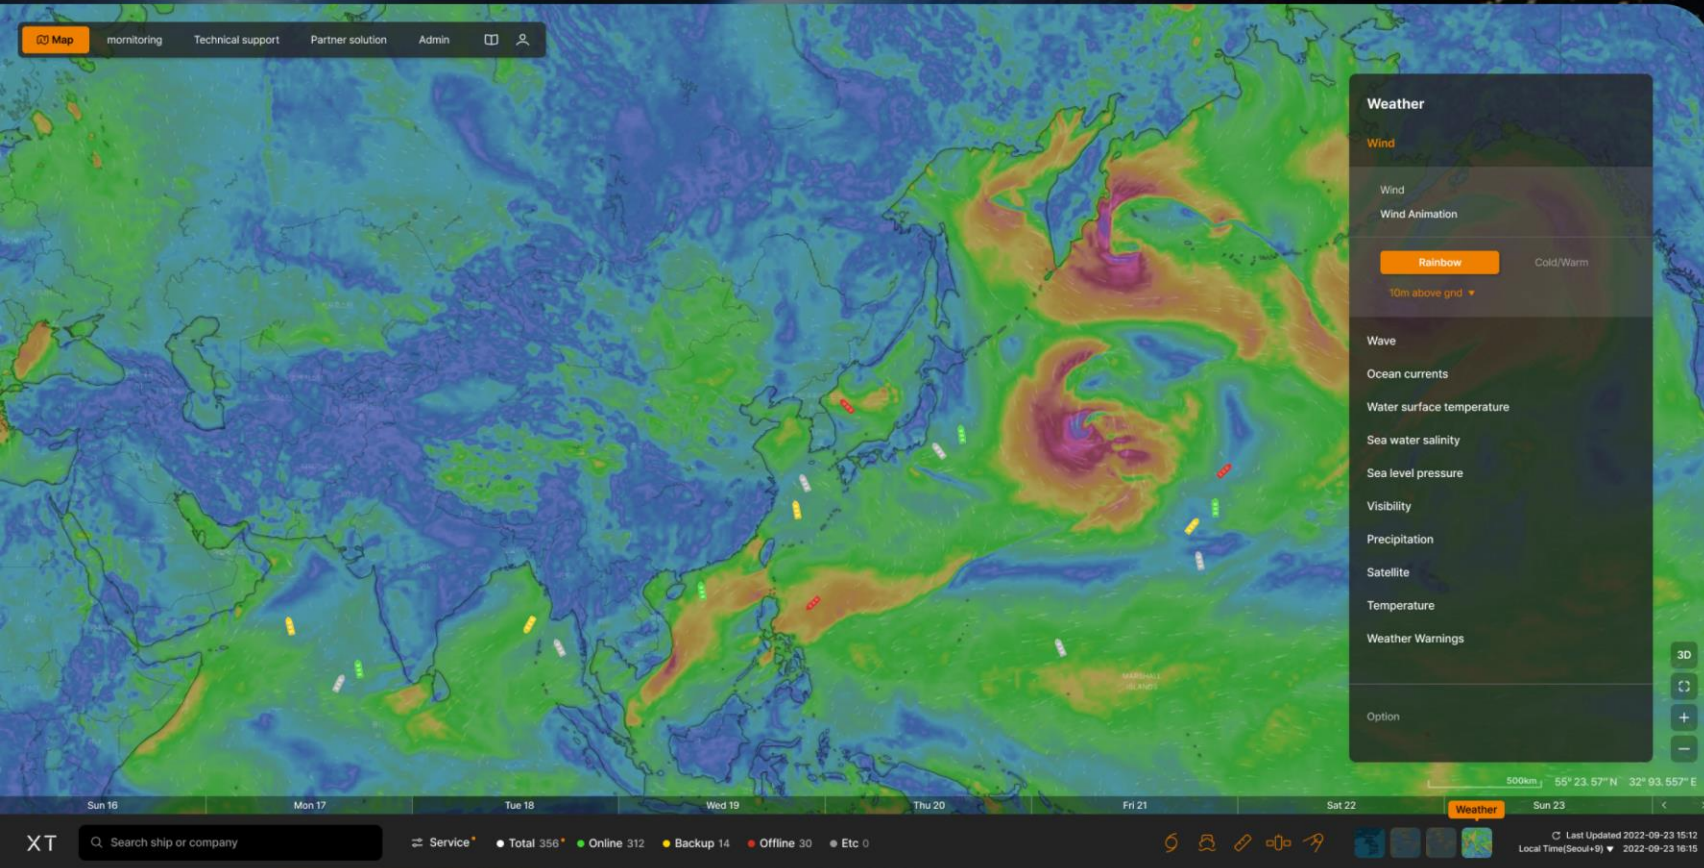 Map
mornitoring
Technical support
Partner solution
Admin
Weather
Wind
Wind
Wind Animation
Rainbow
Cold/Warm
10m above gnd ▼
Wave
Ocean currents
Water surface temperature
Sea water salinity
Sea level pressure
Visibility
Precipitation
Satellite
Temperature
Weather Warnings
Option
MARSHALL
ISLANDS
3D
+
−
500km
55° 23. 57" N 32° 93. 557" E
Sun 16
Mon 17
Tue 18
Wed 19
Thu 20
Fri 21
Sat 22
Sun 23
Weather
XT
Search ship or company
Service
Total 356
Online 312
Backup 14
Offline 30
Etc 0
Last Updated 2022-09-23 15:12
Local Time(Seoul+9) ▼ 2022-09-23 16:15